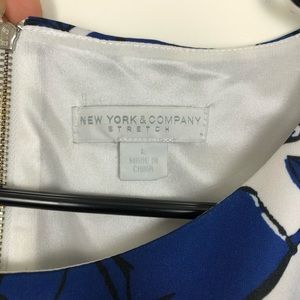 NEW YORK & COMPANY
STRETCH
MADE IN
CHINA